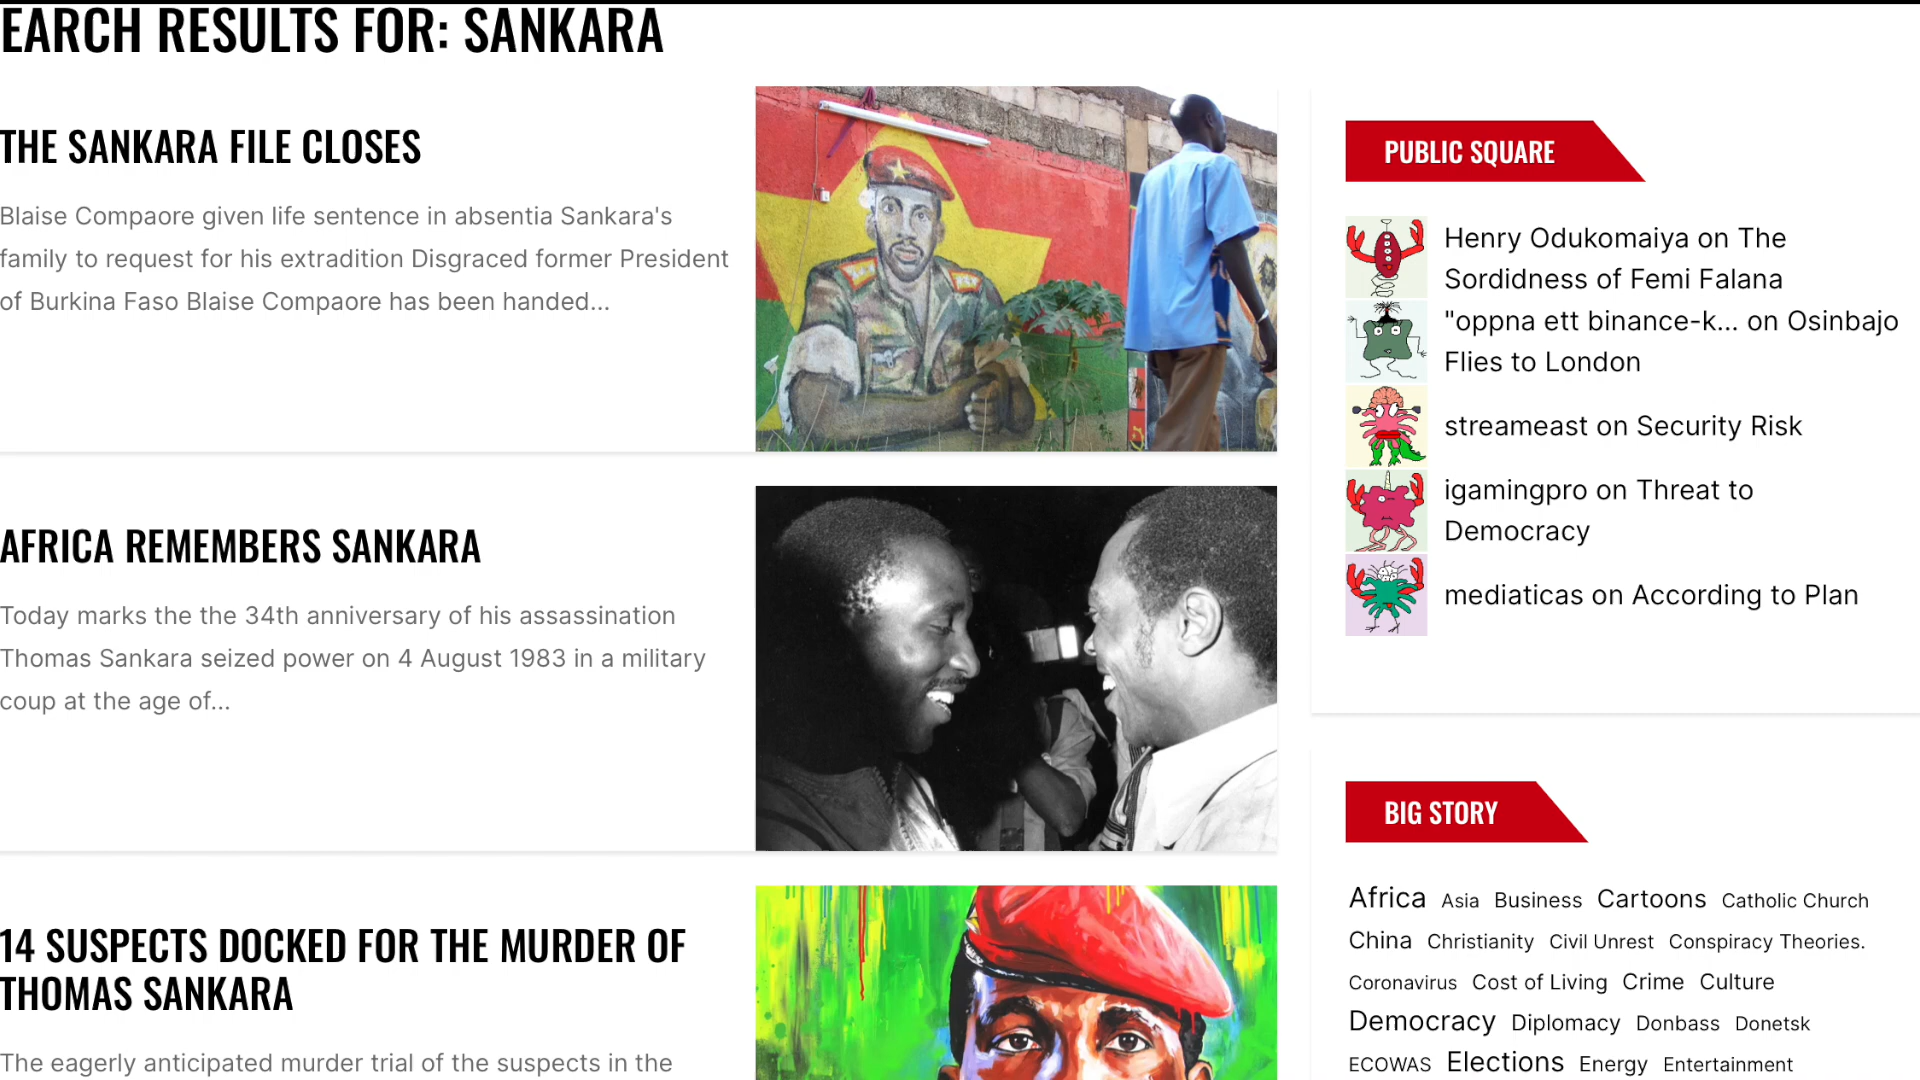 EARCH RESULTS FOR: SANKARA
THE SANKARA FILE CLOSES
Blaise Compaore given life sentence in absentia Sankara's
family to request for his extradition Disgraced former President
of Burkina Faso Blaise Compaore has been handed...
AFRICA REMEMBERS SANKARA
Today marks the the 34th anniversary of his assassination
Thomas Sankara seized power on 4 August 1983 in a military
coup at the age of...
14 SUSPECTS DOCKED FOR THE MURDER OF
THOMAS SANKARA
The eagerly anticipated murder trial of the suspects in the
PUBLIC SQUARE
Henry Odukomaiya on The
Sordidness of Femi Falana
"oppna ett binance-k... on Osinbajo
Flies to London
streameast on Security Risk
igamingpro on Threat to
Democracy
mediaticas on According to Plan
BIG STORY
Africa Asia Business Cartoons Catholic Church
China Christianity Civil Unrest Conspiracy Theories.
Coronavirus Cost of Living Crime Culture
Democracy Diplomacy Donbass Donetsk
ECOWAS Elections Energy Entertainment